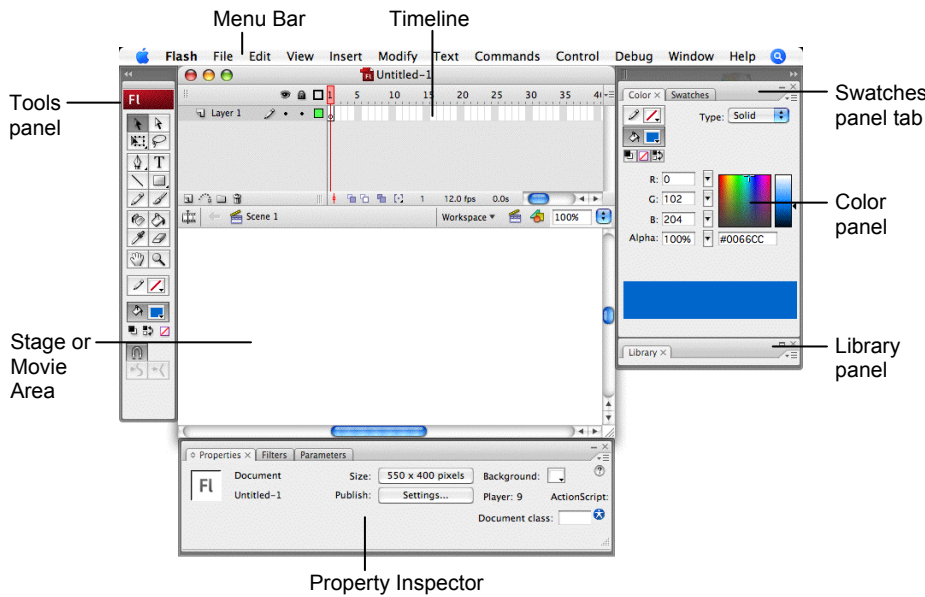 Menu Bar Timeline
Flash File Edit View Insert Modify Text Commands Control Debug Window Help
Untitled-1
Tools panel
Fl
1 5 10 15 20 25 30 35
Layer 1
1 12.0 fps 0.0s
Scene 1 Workspace 100%
T
Color × Swatches
Type: Solid
R: 0
G: 102
B: 204
Alpha: 100% #0066CC
Swatches panel tab
Color panel
Library ×
Library panel
Stage or Movie Area
Properties × Filters Parameters
Fl
Document Size: 550 x 400 pixels Background: ?
Untitled-1 Publish: Settings... Player: 9 ActionScript:
Document class:
Property Inspector